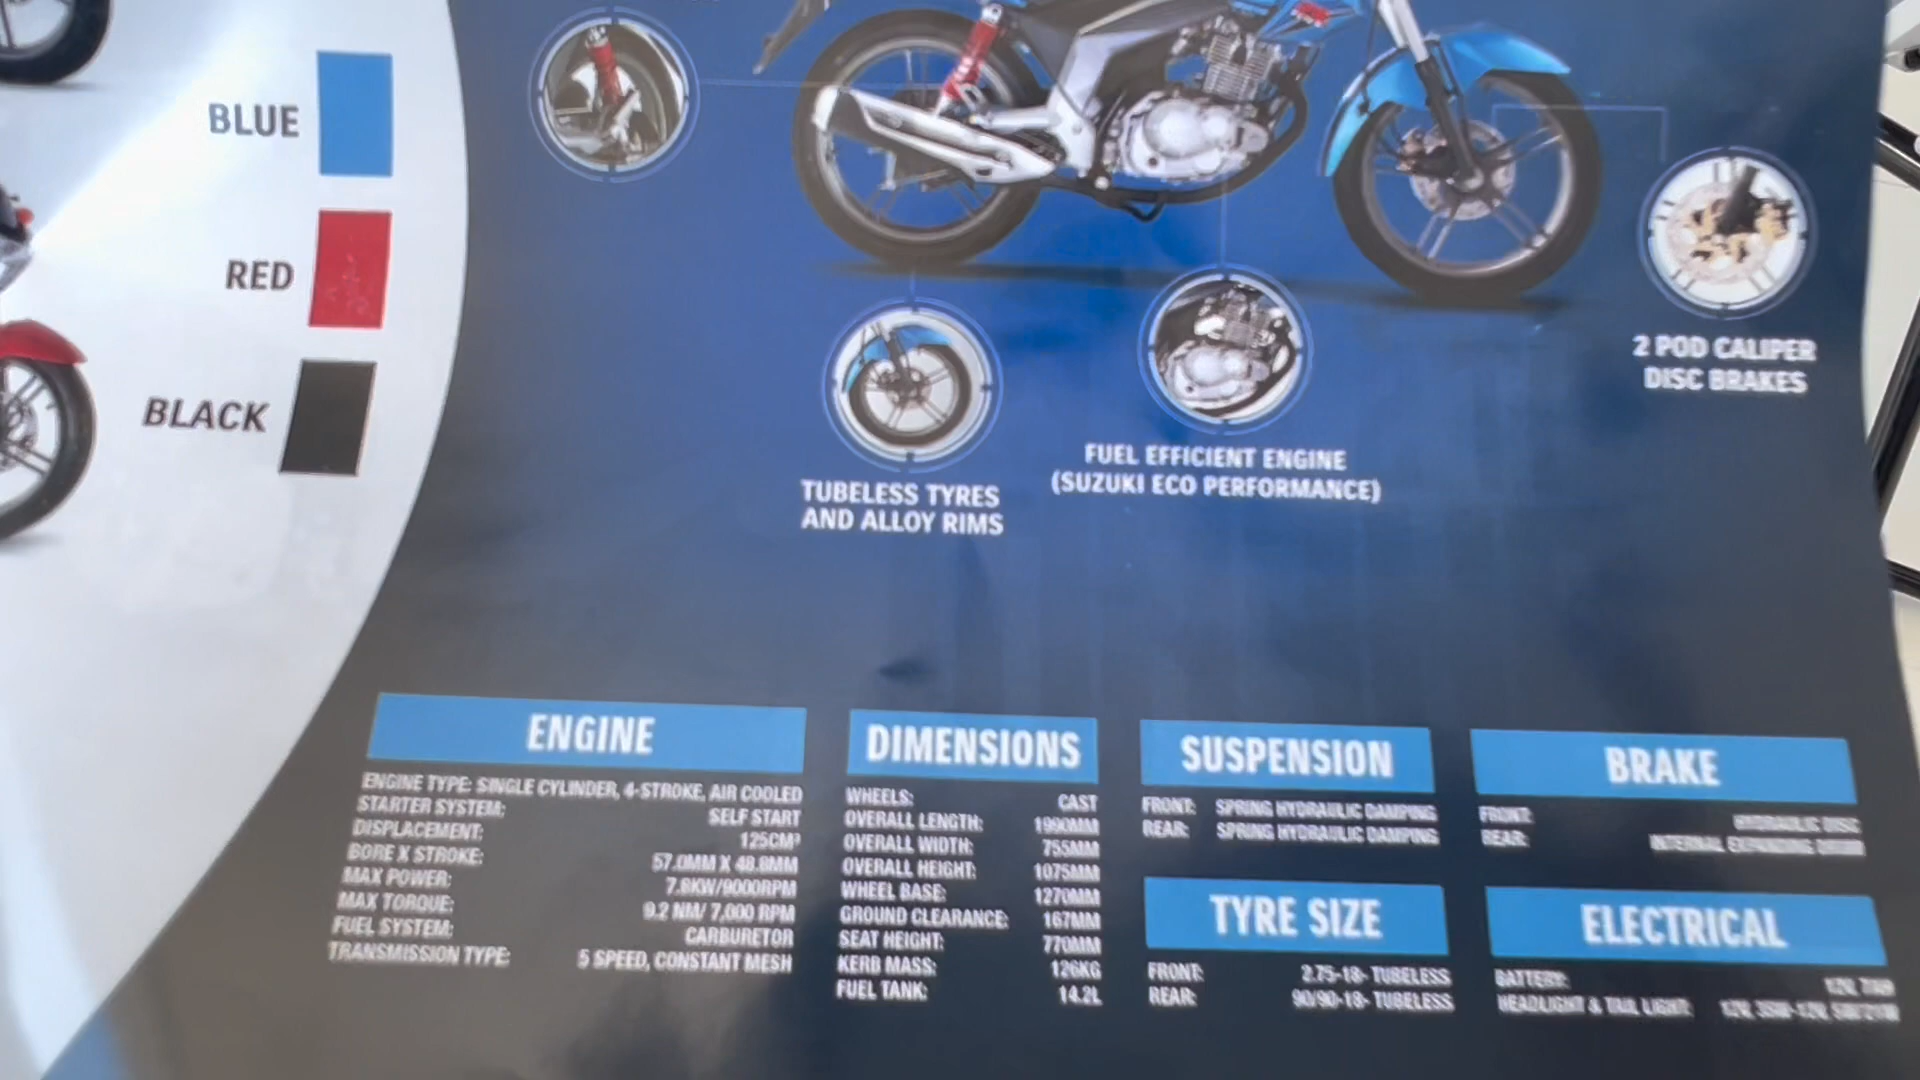 BLUE
RED
BLACK
2 POD CALIPER
DISC BRAKES
FUEL EFFICIENT ENGINE
(SUZUKI ECO PERFORMANCE)
TUBELESS TYRES
AND ALLOY RIMS
ENGINE
ENGINE TYPE: SINGLE CYLINDER, 4-STROKE, AIR COOLED
STARTER SYSTEM: SELF START
DISPLACEMENT: 125CM³
BORE X STROKE: 57.0MM X 48.8MM
MAX POWER: 7.8KW/9000RPM
MAX TORQUE: 9.2 NM/ 7,000 RPM
FUEL SYSTEM: CARBURETOR
TRANSMISSION TYPE: 5 SPEED, CONSTANT MESH
DIMENSIONS
WHEELS: CAST
OVERALL LENGTH: 1990MM
OVERALL WIDTH: 755MM
OVERALL HEIGHT: 1075MM
WHEEL BASE: 1270MM
GROUND CLEARANCE: 167MM
SEAT HEIGHT: 770MM
KERB MASS: 126KG
FUEL TANK: 14.2L
SUSPENSION
FRONT: SPRING HYDRAULIC DAMPING
REAR: SPRING HYDRAULIC DAMPING
TYRE SIZE
FRONT: 2.75-18- TUBELESS
REAR: 90/90-18- TUBELESS
BRAKE
FRONT: HYDRAULIC DISC
REAR: INTERNAL EXPANDING DRUM
ELECTRICAL
BATTERY: 12V, 7AH
HEADLIGHT & TAIL LIGHT: